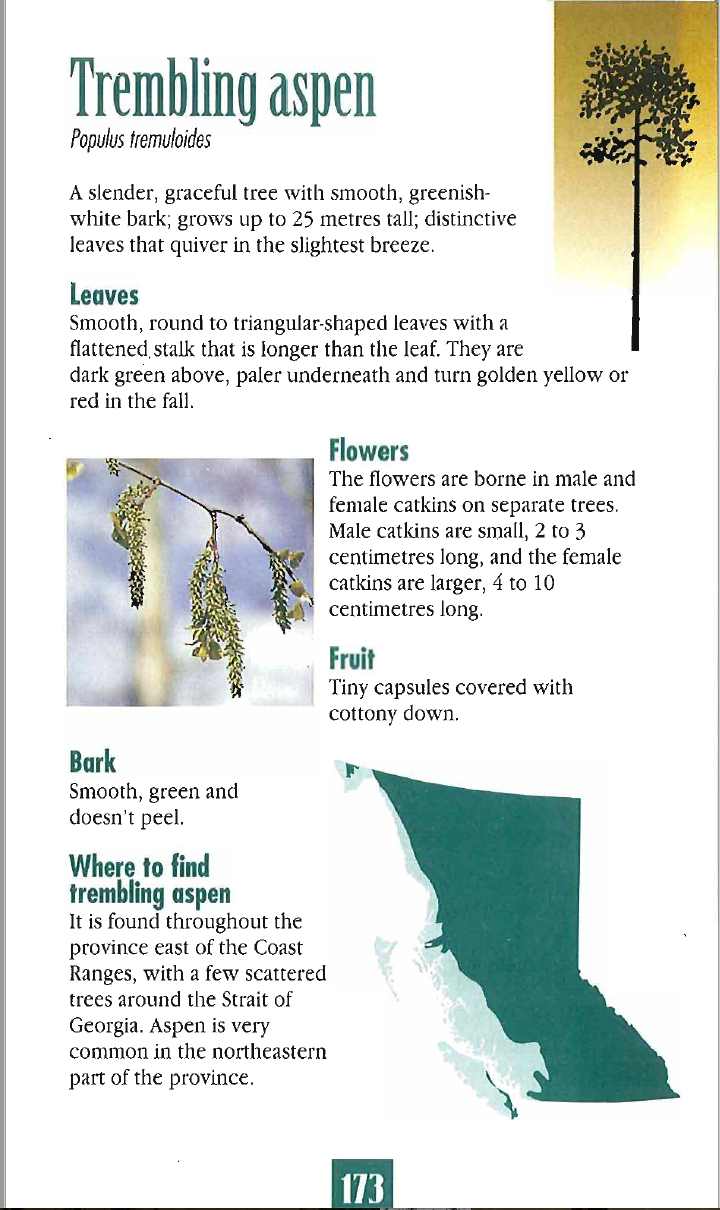 Trembling aspen
Populus tremuloides
A slender, graceful tree with smooth, greenish-
white bark; grows up to 25 metres tall; distinctive
leaves that quiver in the slightest breeze.
Leaves
Smooth, round to triangular-shaped leaves with a
flattened stalk that is longer than the leaf. They are
dark green above, paler underneath and turn golden yellow or
red in the fall.
Flowers
The flowers are borne in male and
female catkins on separate trees.
Male catkins are small, 2 to 3
centimetres long, and the female
catkins are larger, 4 to 10
centimetres long.
Fruit
Tiny capsules covered with
cottony down.
Bark
Smooth, green and
doesn't peel.
Where to find
trembling aspen
It is found throughout the
province east of the Coast
Ranges, with a few scattered
trees around the Strait of
Georgia. Aspen is very
common in the northeastern
part of the province.
173